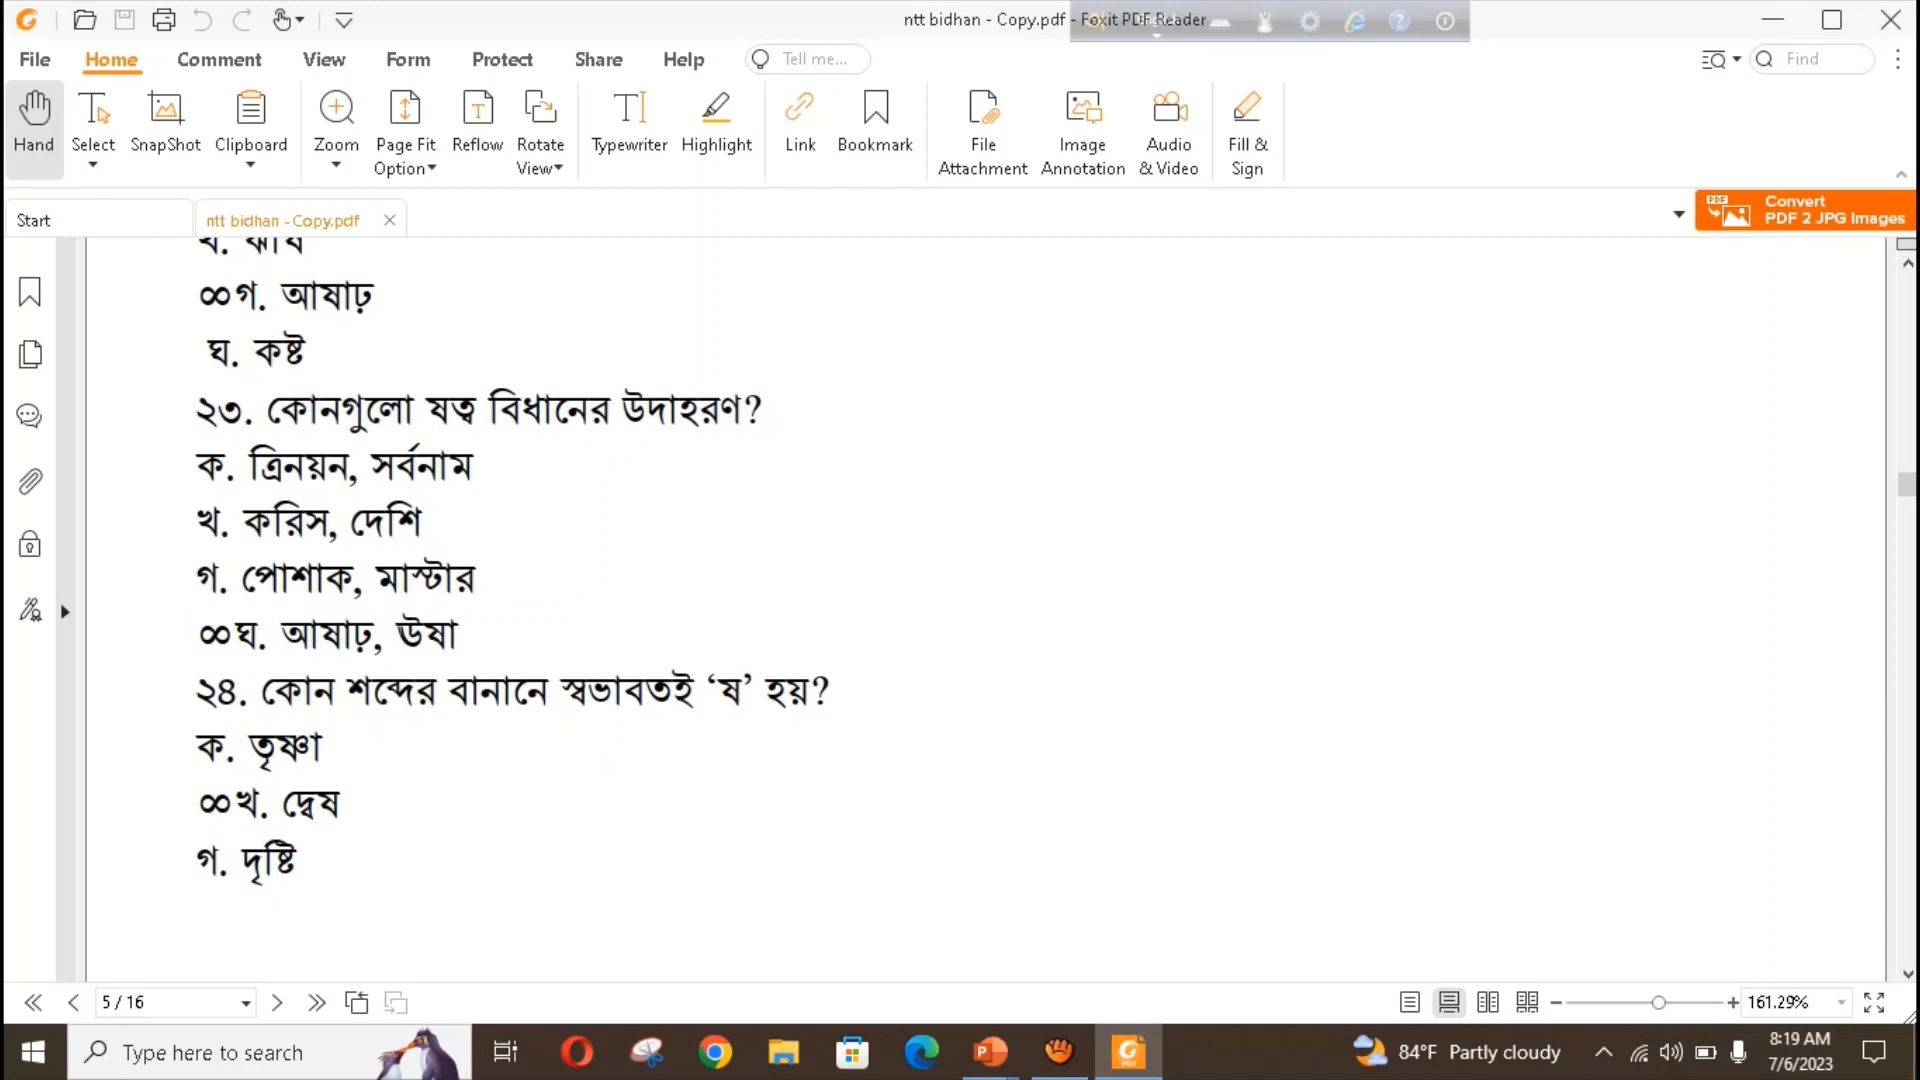 ntt bidhan - Copy.pdf - Foxit PDF Reader
File Home Comment View Form Protect Share Help Tell me... Find
Hand Select SnapShot Clipboard Zoom Page Fit Option Reflow Rotate View Typewriter Highlight Link Bookmark File Attachment Image Annotation Audio & Video Fill & Sign
Start ntt bidhan - Copy.pdf
Convert
PDF 2 JPG Images
∞গ. আষাঢ়
ঘ. কষ্ট
২৩. কোনগুলো ষত্ব বিধানের উদাহরণ?
ক. ত্রিনয়ন, সর্বনাম
খ. করিস, দেশি
গ. পোশাক, মাস্টার
∞ঘ. আষাঢ়, ঊষা
২৪. কোন শব্দের বানানে স্বভাবতই ‘ষ’ হয়?
ক. তৃষ্ণা
∞খ. দ্বেষ
গ. দৃষ্টি
5 / 16 161.29%
Type here to search 84°F Partly cloudy 8:19 AM
7/6/2023